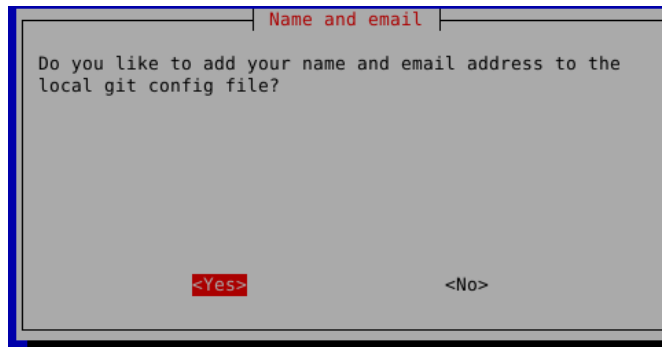 Name and email
Do you like to add your name and email address to the
local git config file?
<Yes> <No>